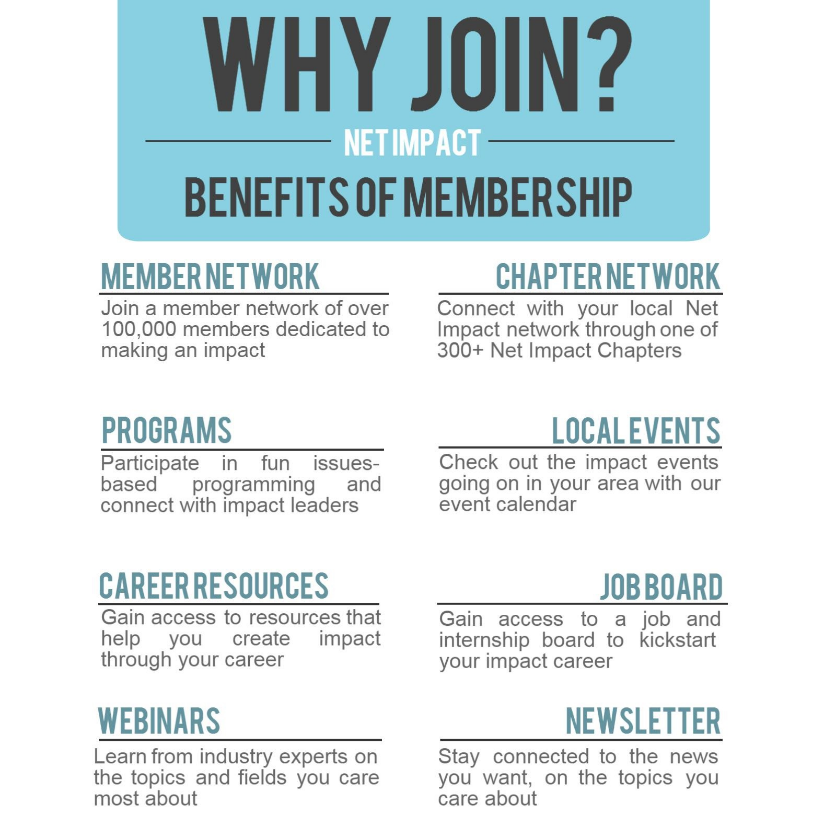 WHY JOIN?
NET IMPACT
BENEFITS OF MEMBERSHIP
MEMBER NETWORK
Join a member network of over
100,000 members dedicated to
making an impact
CHAPTER NETWORK
Connect with your local Net
Impact network through one of
300+ Net Impact Chapters
PROGRAMS
Participate in fun issues-
based programming and
connect with impact leaders
LOCAL EVENTS
Check out the impact events
going on in your area with our
event calendar
CAREER RESOURCES
Gain access to resources that
help you create impact
through your career
JOB BOARD
Gain access to a job and
internship board to kickstart
your impact career
WEBINARS
Learn from industry experts on
the topics and fields you care
most about
NEWSLETTER
Stay connected to the news
you want, on the topics you
care about